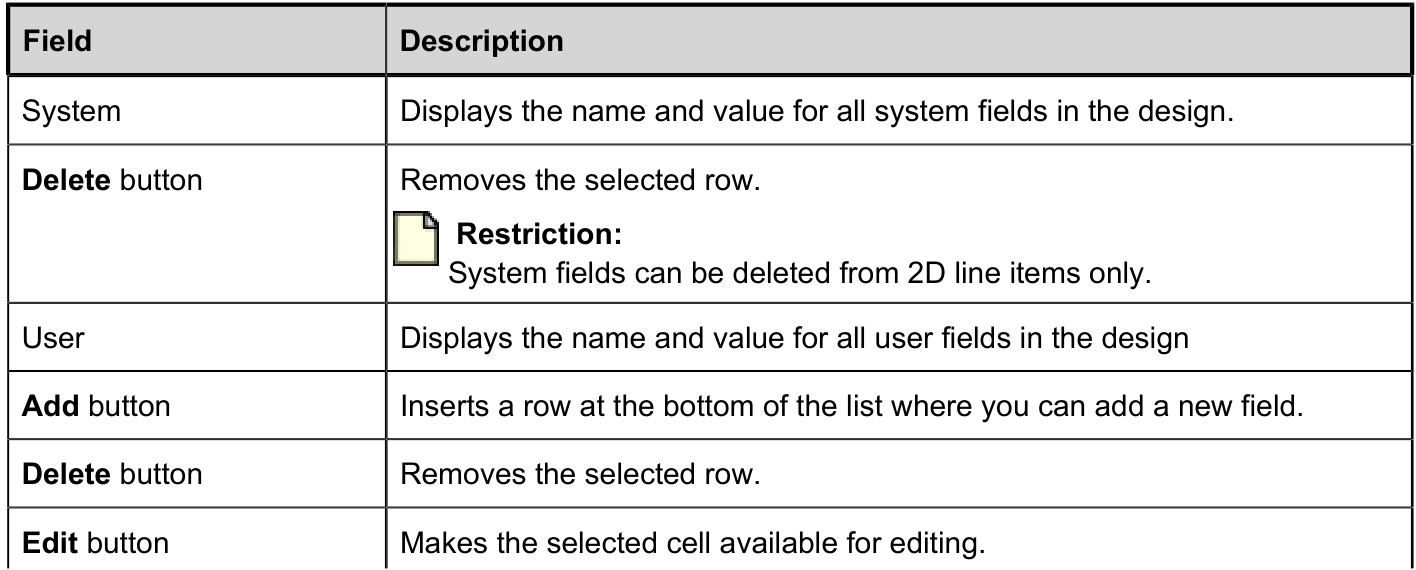 Field Description
System Displays the name and value for all system fields in the design.
Delete button Removes the selected row.
Restriction:
System fields can be deleted from 2D line items only.
User Displays the name and value for all user fields in the design
Add button Inserts a row at the bottom of the list where you can add a new field.
Delete button Removes the selected row.
Edit button Makes the selected cell available for editing.